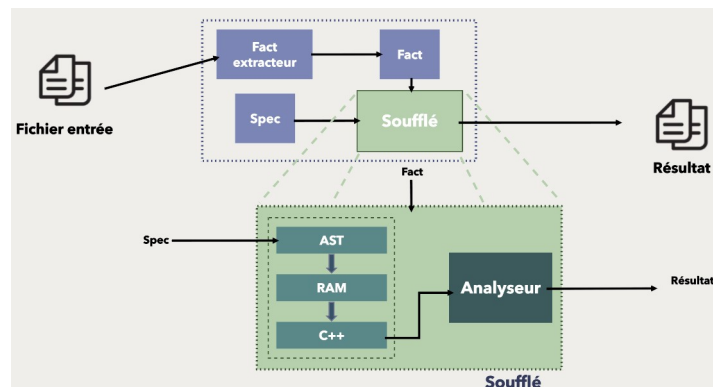 Fact
extracteur
Fact
Fichier entrée
Spec
Soufflé
Résultat
Fact
Spec
AST
RAM
C++
Analyseur
Résultat
Soufflé